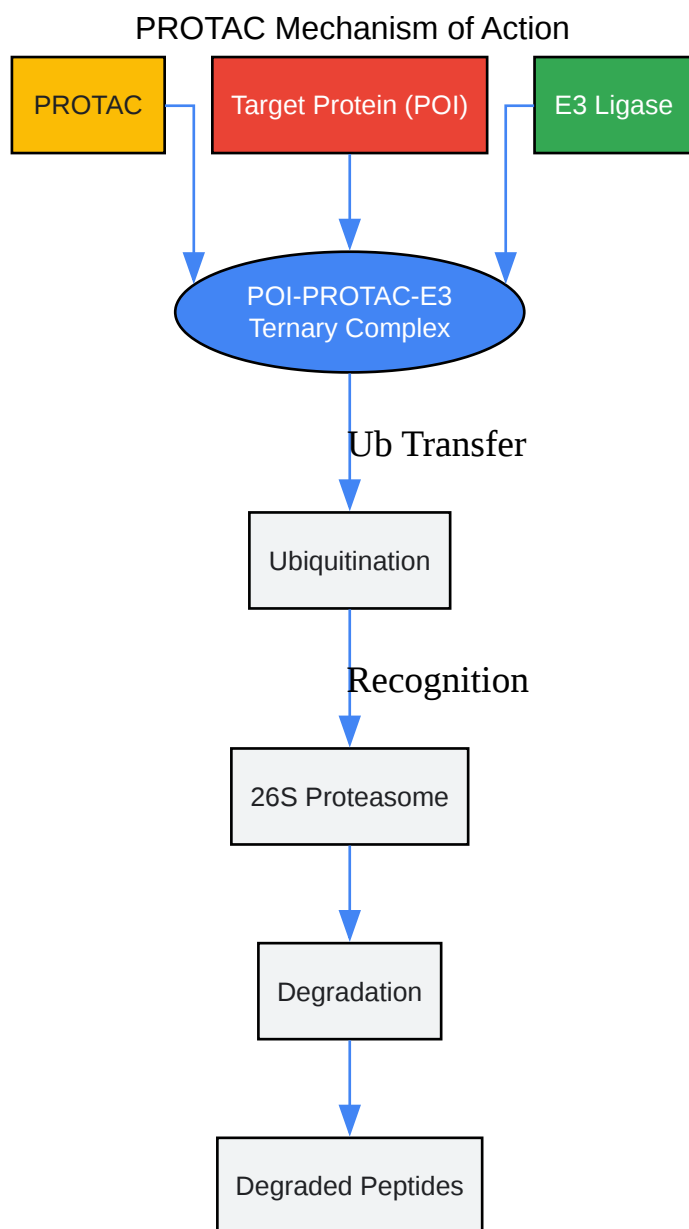 PROTAC Mechanism of Action
PROTAC
Target Protein (POI)
E3 Ligase
POI-PROTAC-E3
Ternary Complex
Ub Transfer
Ubiquitination
Recognition
26S Proteasome
Degradation
Degraded Peptides